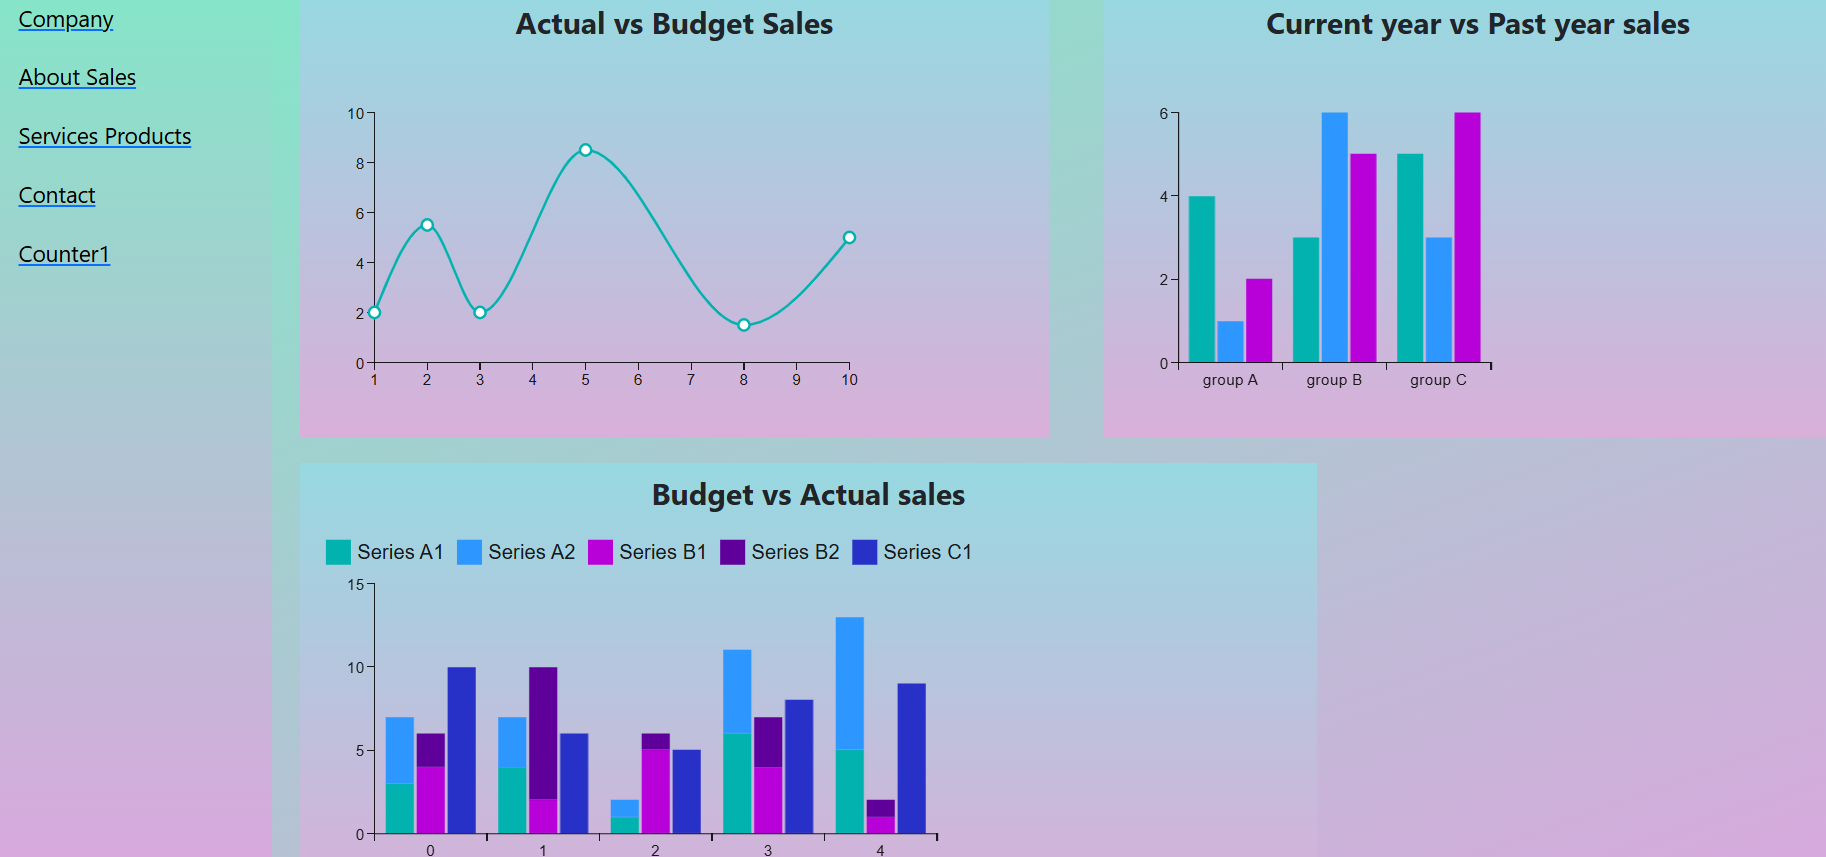 Company
About Sales
Services Products
Contact
Counter1
Actual vs Budget Sales
10
8
6
4
2
0
1 2 3 4 5 6 7 8 9 10
Current year vs Past year sales
6
4
2
0
group A group B group C
Budget vs Actual sales
Series A1 Series A2 Series B1 Series B2 Series C1
15
10
5
0
0 1 2 3 4